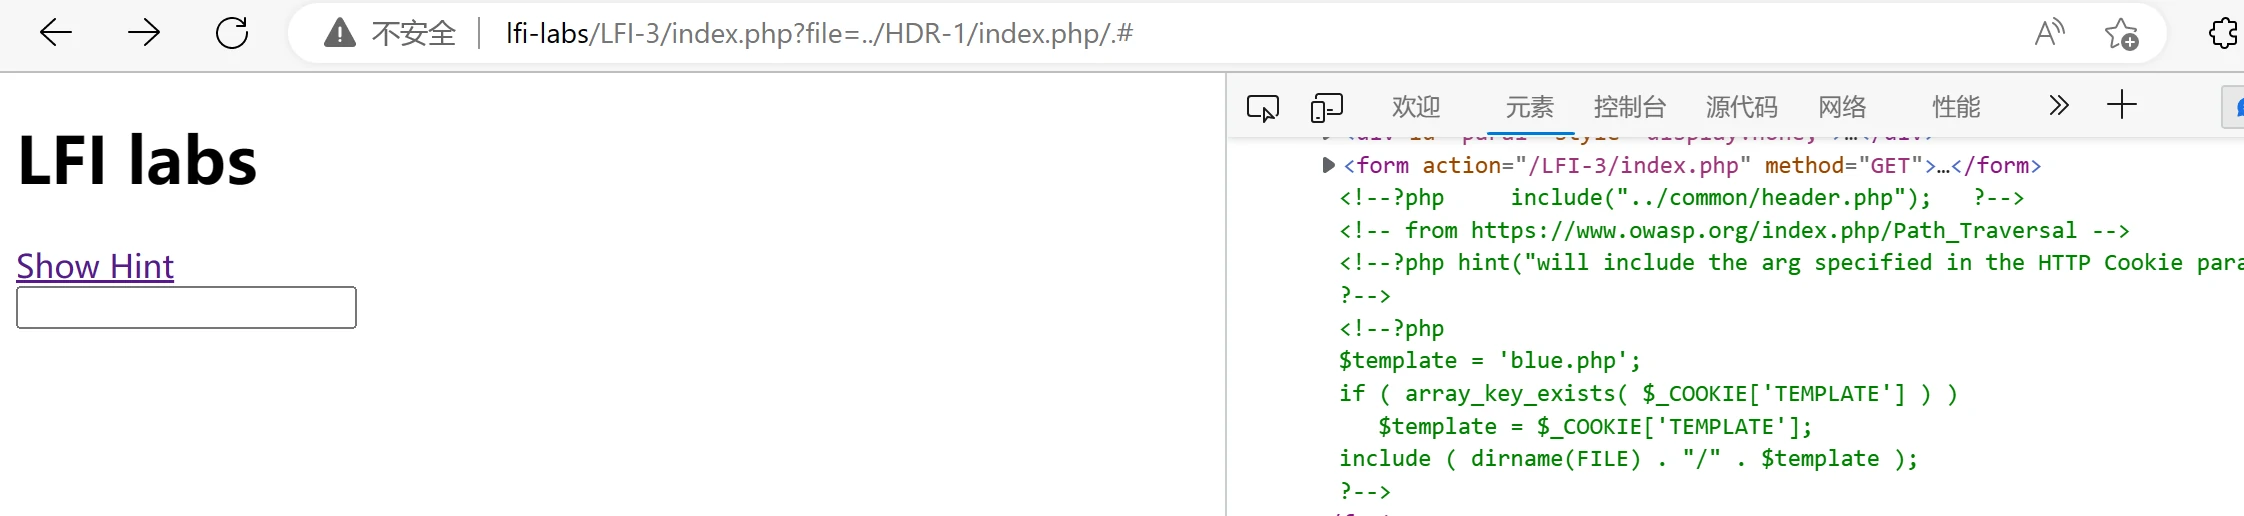 不安全 | lfi-labs/LFI-3/index.php?file=../HDR-1/index.php/.#
LFI labs
Show Hint
欢迎 元素 控制台 源代码 网络 性能
<form action="/LFI-3/index.php" method="GET">…</form>
<!--?php include("../common/header.php"); ?-->
<!-- from https://www.owasp.org/index.php/Path_Traversal -->
<!--?php hint("will include the arg specified in the HTTP Cookie para
?-->
<!--?php
$template = 'blue.php';
if ( array_key_exists( $_COOKIE['TEMPLATE'] ) )
$template = $_COOKIE['TEMPLATE'];
include ( dirname(FILE) . "/" . $template );
?-->